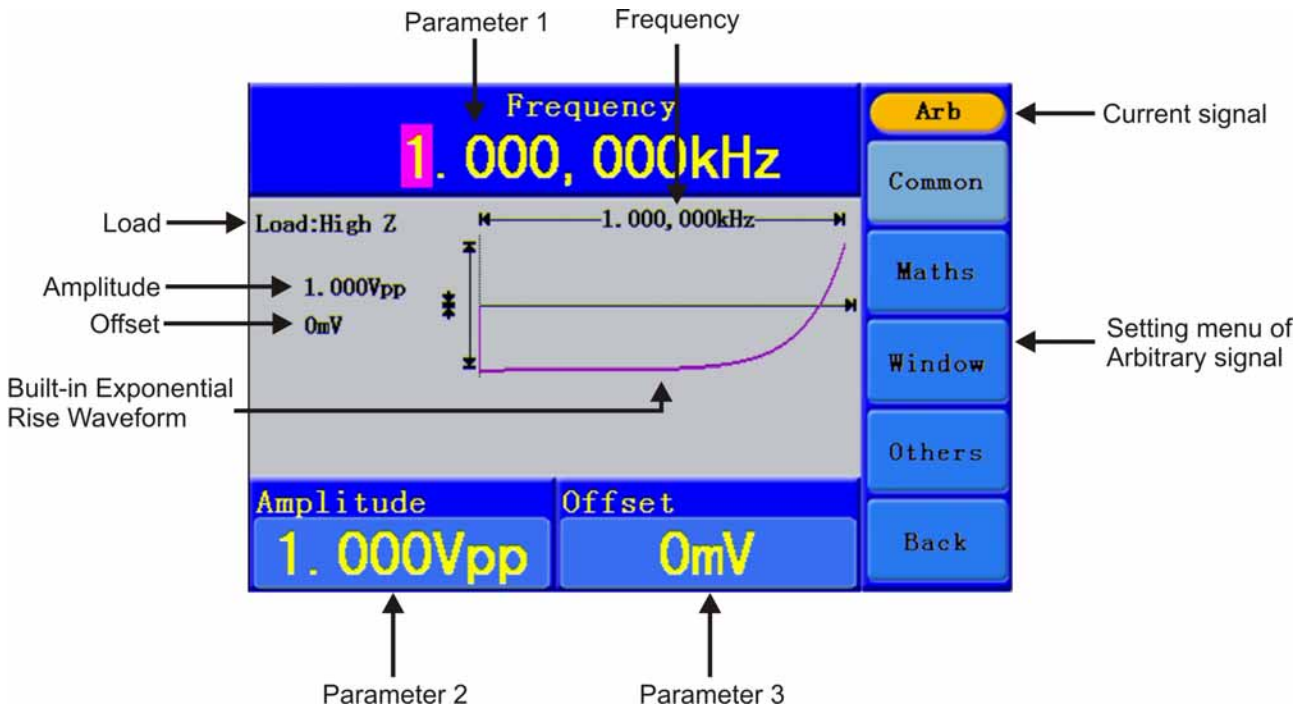 Parameter 1
Frequency
Frequency
1.000,000kHz
Arb
Current signal
Common
Load
Load:High Z
1.000,000kHz
Maths
Amplitude
1.000Vpp
Offset
0mV
Setting menu of
Arbitrary signal
Window
Built-in Exponential
Rise Waveform
Others
Amplitude
Offset
1.000Vpp
0mV
Back
Parameter 2
Parameter 3